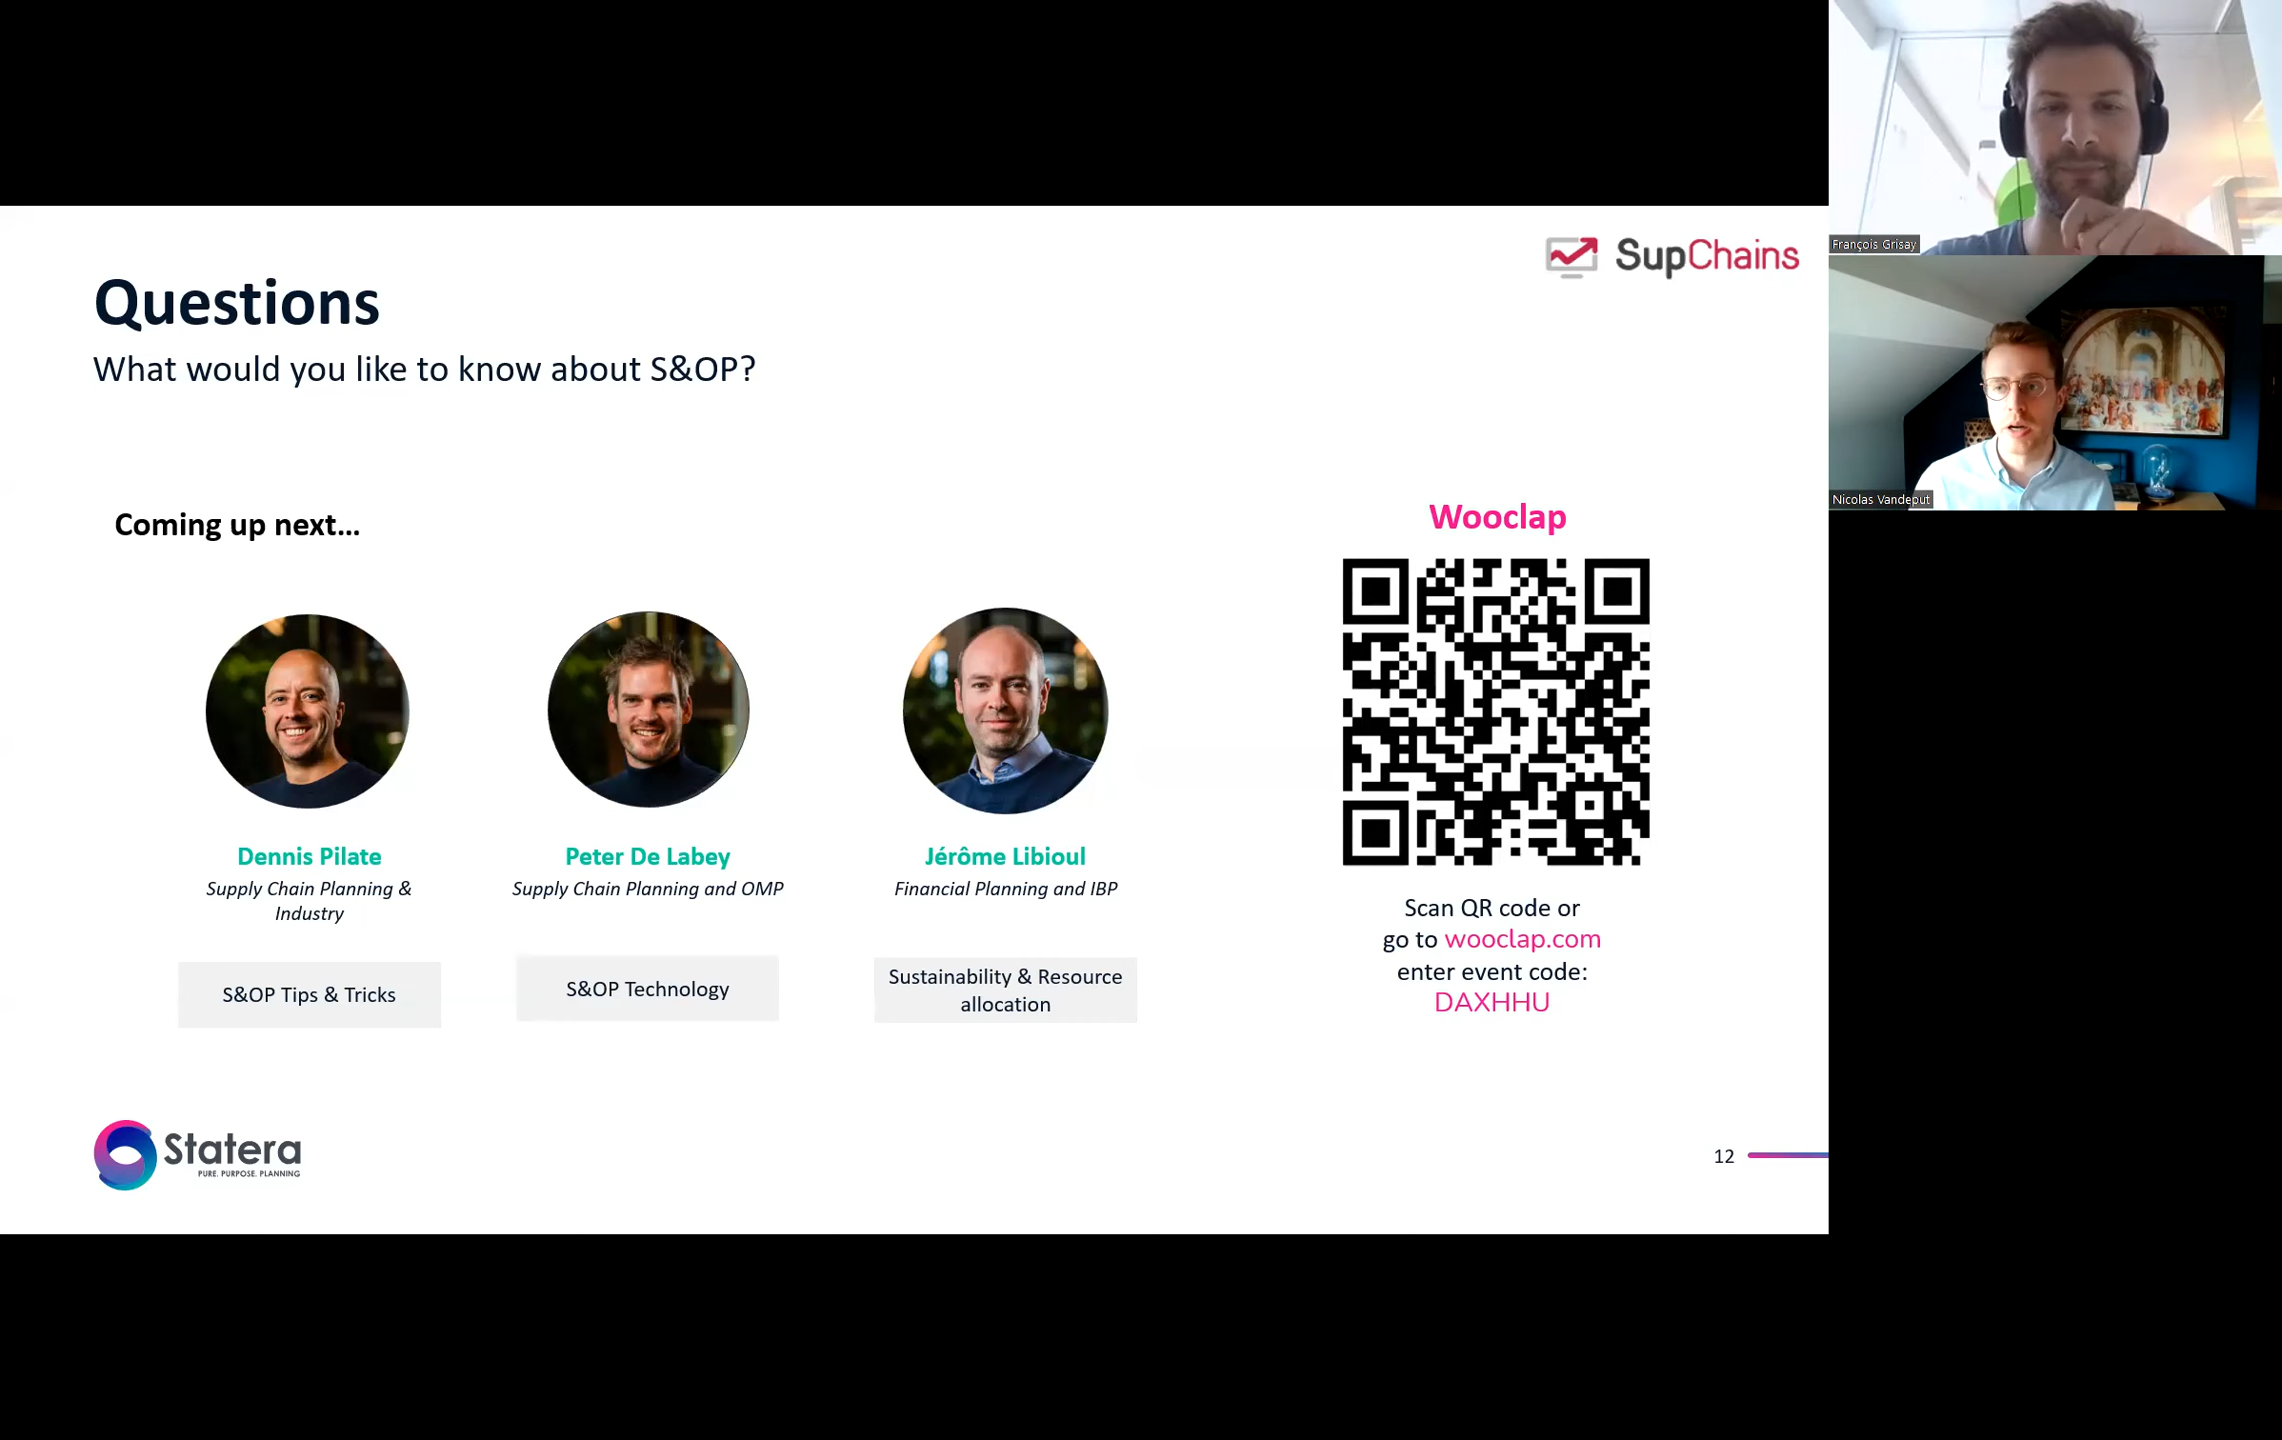 SupChains
Questions
What would you like to know about S&OP?
Coming up next...
Dennis Pilate
Supply Chain Planning &
Industry
S&OP Tips & Tricks
Peter De Labey
Supply Chain Planning and OMP
S&OP Technology
Jérôme Libioul
Financial Planning and IBP
Sustainability & Resource
allocation
Wooclap
Scan QR code or
go to wooclap.com
enter event code:
DAXHHU
Statera
PURE. PURPOSE. PLANNING
12
François Grisay
Nicolas Vandeput